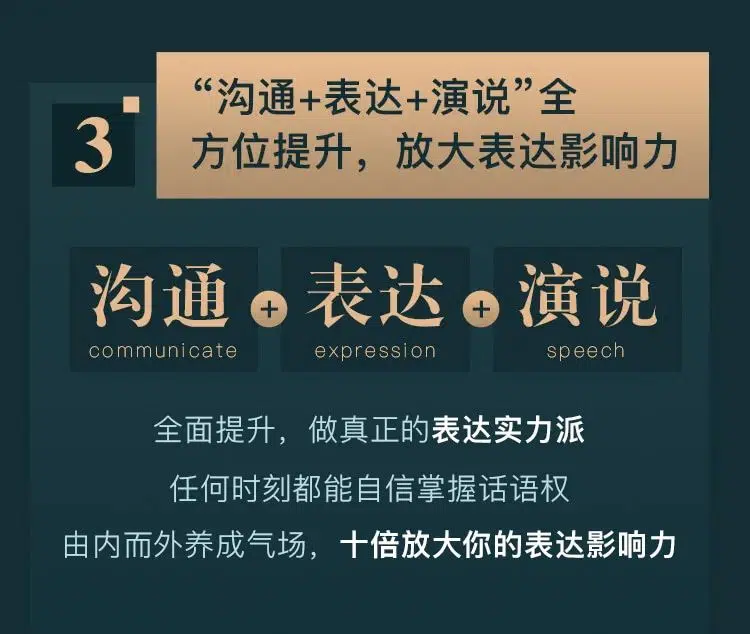 3
“沟通+表达+演说”全
方位提升，放大表达影响力
沟通+表达+演说
communicate expression speech
全面提升，做真正的表达实力派
任何时刻都能自信掌握话语权
由内而外养成气场，十倍放大你的表达影响力